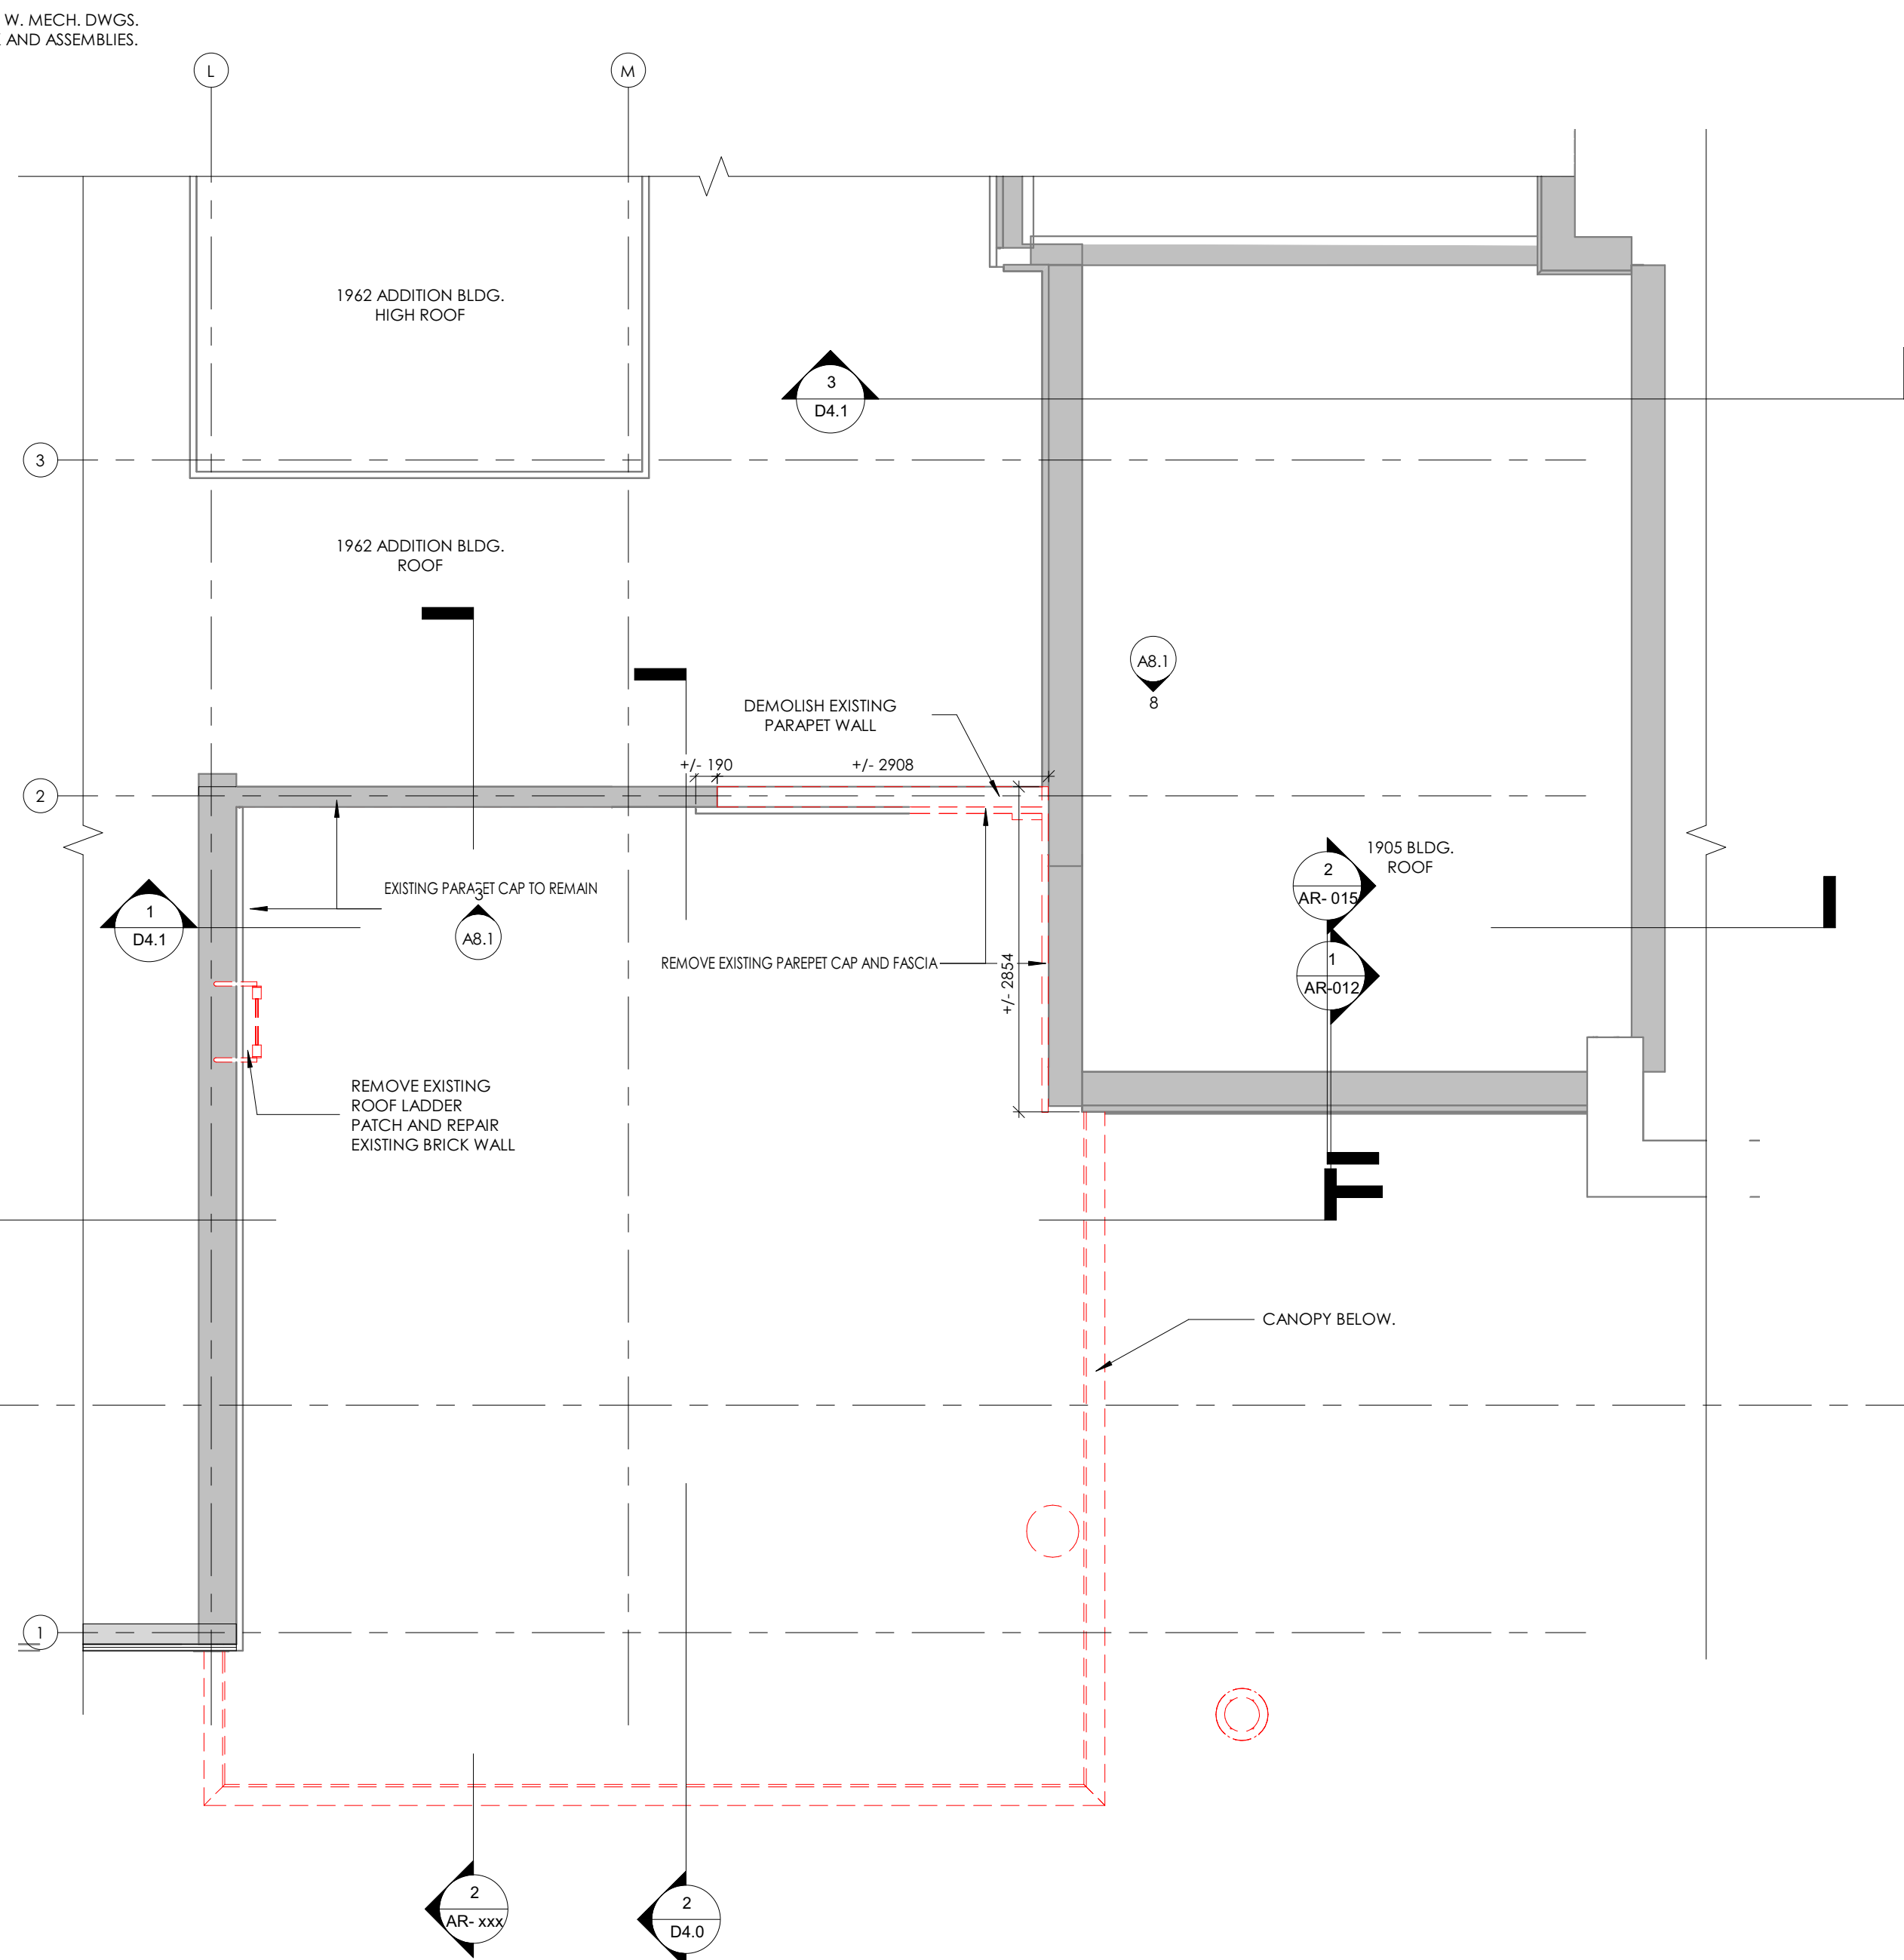 W. MECH. DWGS.
AND ASSEMBLIES.
L
M
1962 ADDITION BLDG.
HIGH ROOF
3
D4.1
3
1962 ADDITION BLDG.
ROOF
A8.1
8
DEMOLISH EXISTING
PARAPET WALL
+/- 190
+/- 2908
2
1905 BLDG.
ROOF
2
AR- 015
EXISTING PARAPET CAP TO REMAIN
3
A8.1
1
D4.1
REMOVE EXISTING PAREPET CAP AND FASCIA
+/- 2854
1
AR-012
REMOVE EXISTING
ROOF LADDER
PATCH AND REPAIR
EXISTING BRICK WALL
CANOPY BELOW.
1
2
AR- xxx
2
D4.0